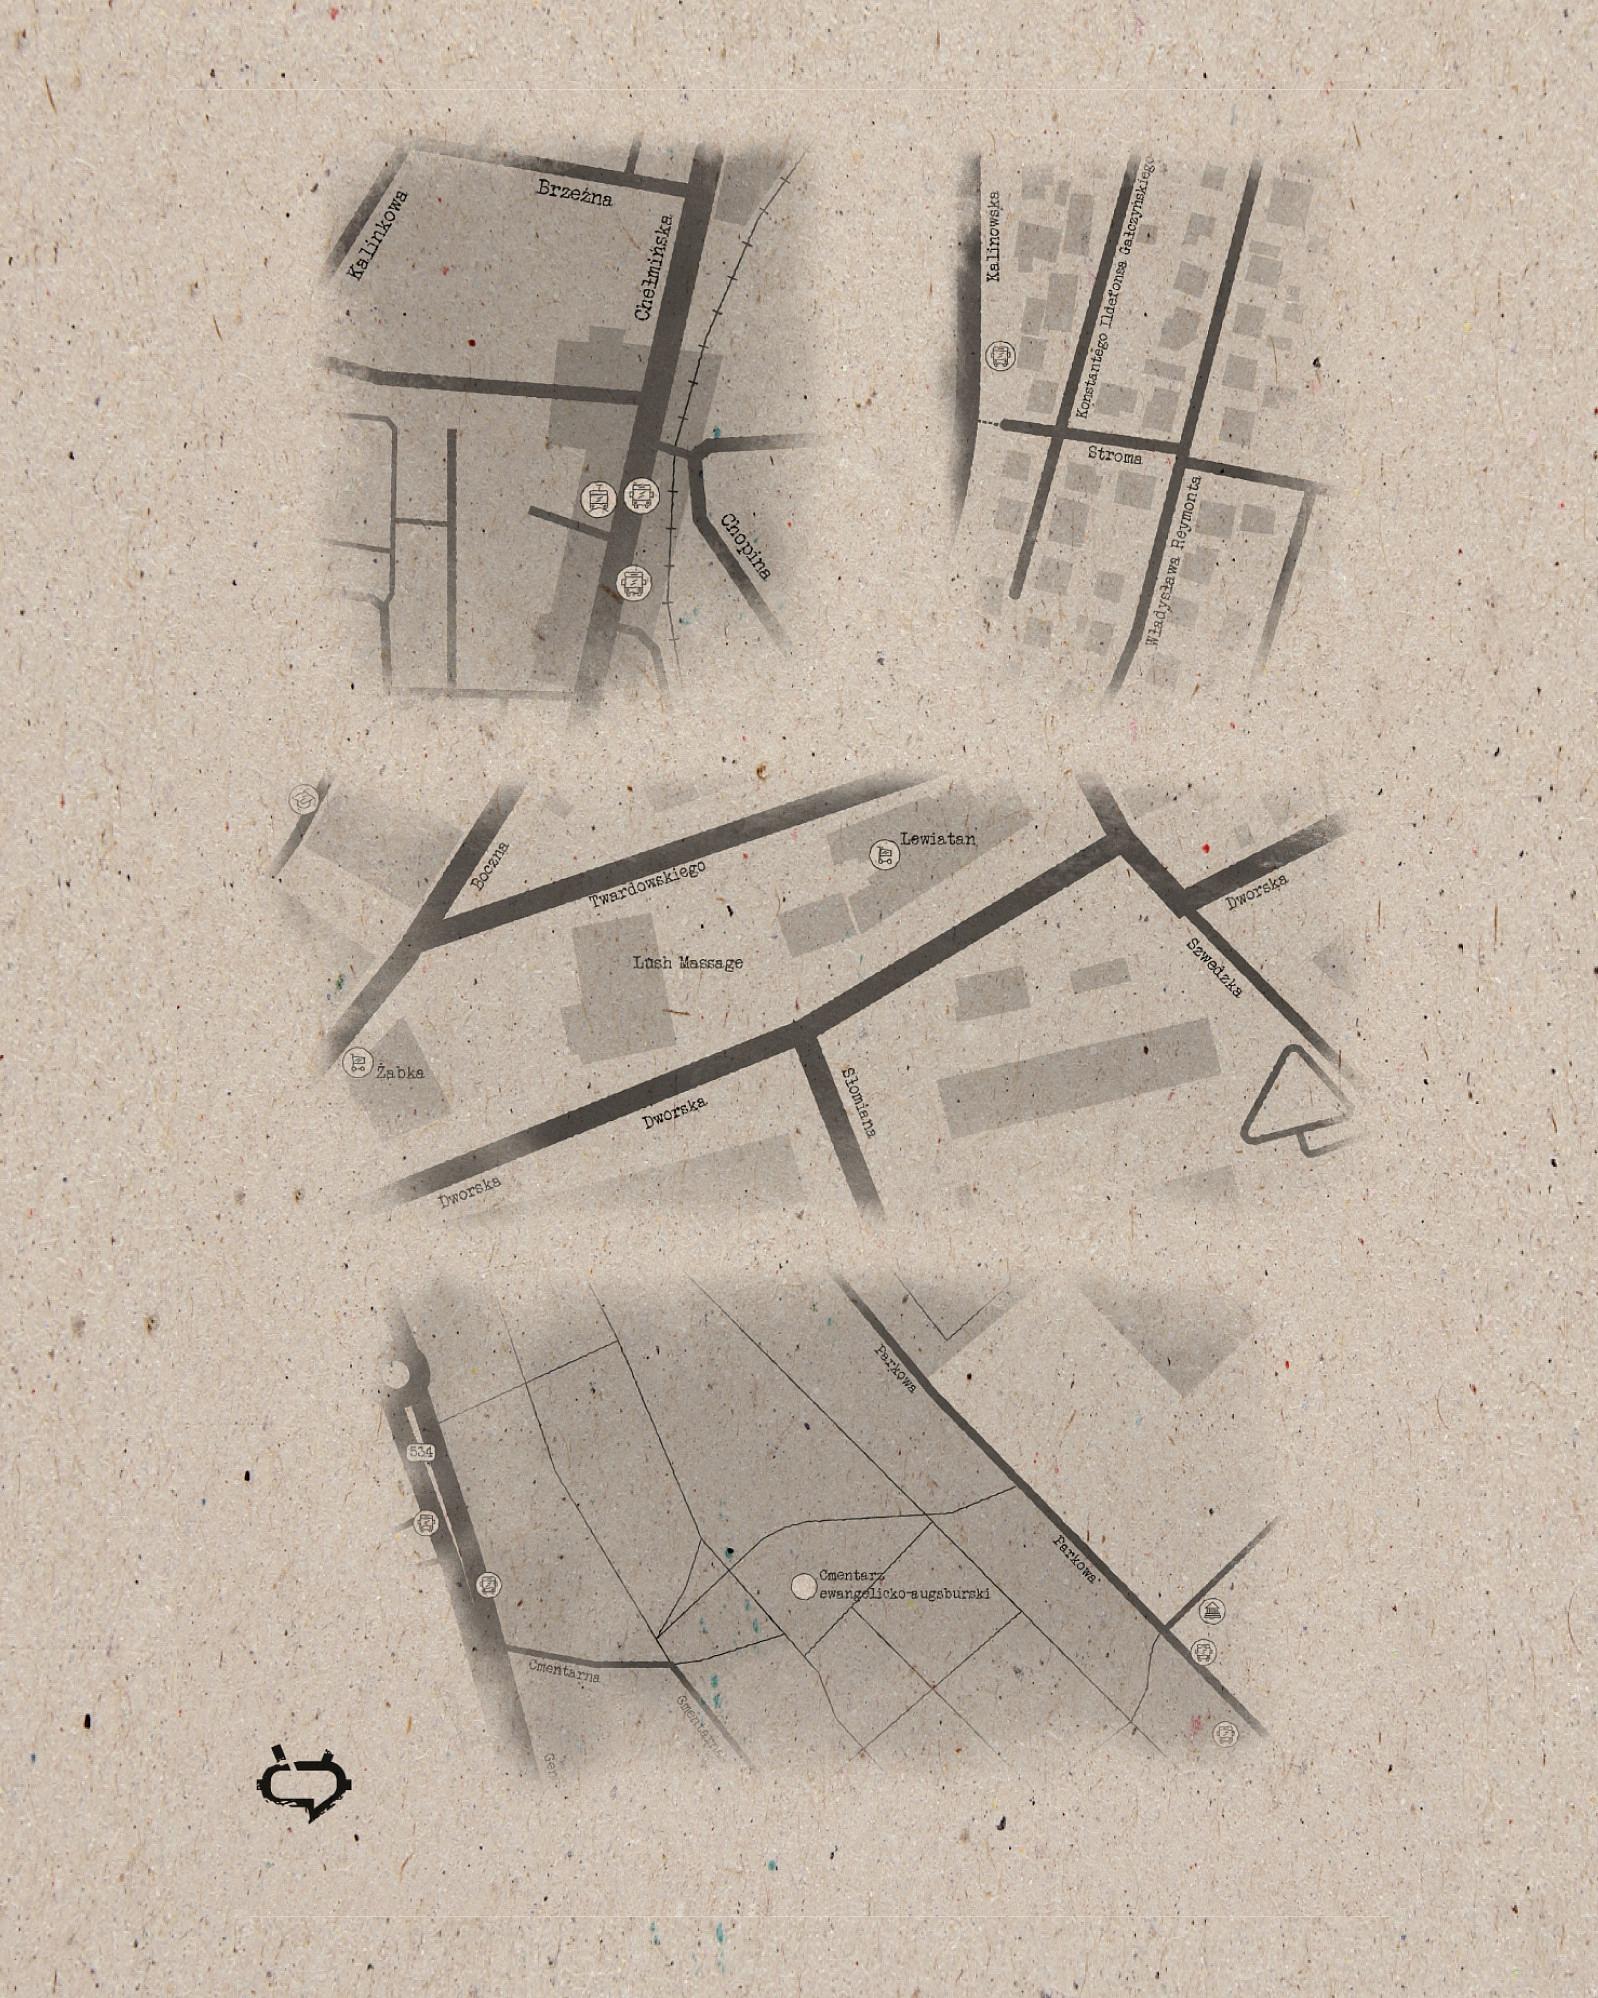 Brzeźna
Kalinkowa
Chełmińska
Chopina
Kalinowska
Konstantego Ildefonsa Gałczyńskiego
Stroma
Władysława Reymonta
Boczna
Twardowskiego
Lewiatan
Dworska
Lush Massage
Szwedzka
Żabka
Słomiana
Dworska
Dworska
Parkowa
534
Parkowa
Cmentarz
ewangelicko-augsburski
Cmentarna
Cmentarna
Gen